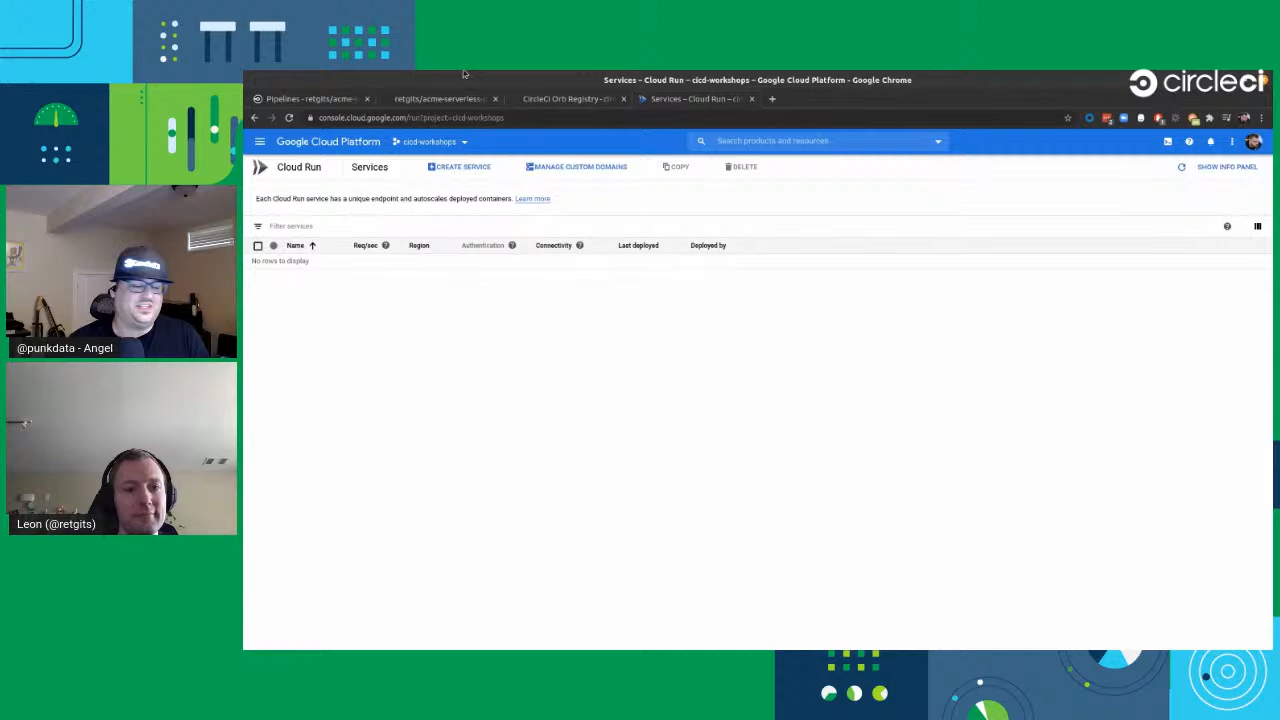 Services – Cloud Run – cicd-workshops – Google Cloud Platform - Google Chrome
circleci
Pipelines - retgits/acme-
retgits/acme-serverless-
CircleCI Orb Registry - circ
Services – Cloud Run – ci
console.cloud.google.com/run?project=cicd-workshops
Google Cloud Platform
cicd-workshops
Search products and resources
Cloud Run
Services
CREATE SERVICE
MANAGE CUSTOM DOMAINS
COPY
DELETE
SHOW INFO PANEL
Each Cloud Run service has a unique endpoint and autoscales deployed containers. Learn more
Filter services
Name
Req/sec
Region
Authentication
Connectivity
Last deployed
Deployed by
No rows to display
@punkdata - Angel
Leon (@retgits)